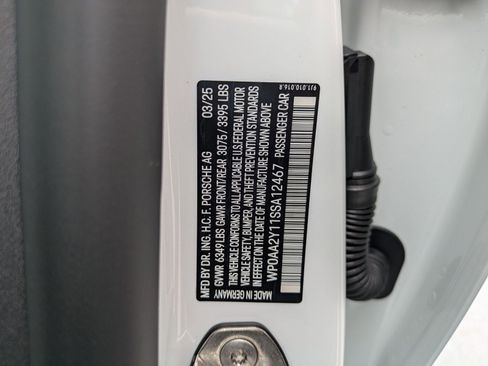 MFD BY DR. ING. H.C. F. PORSCHE AG 03/25
GVWR 6349 LBS GAWR FRONT/REAR 3075 / 3395 LBS
THIS VEHICLE CONFORMS TO ALL APPLICABLE U.S. FEDERAL MOTOR
VEHICLE SAFETY, BUMPER, AND THEFT PREVENTION STANDARDS
IN EFFECT ON THE DATE OF MANUFACTURE SHOWN ABOVE.
WP0AA2Y11SSA12467 PASSENGER CAR
MADE IN GERMANY
9J1.010.016.R